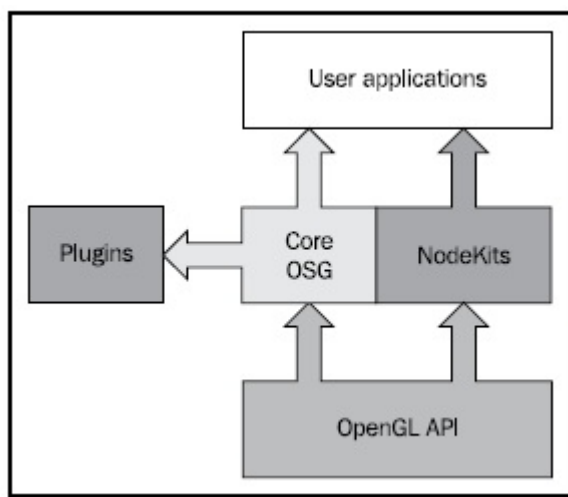 User applications
Plugins
Core
OSG
NodeKits
OpenGL API